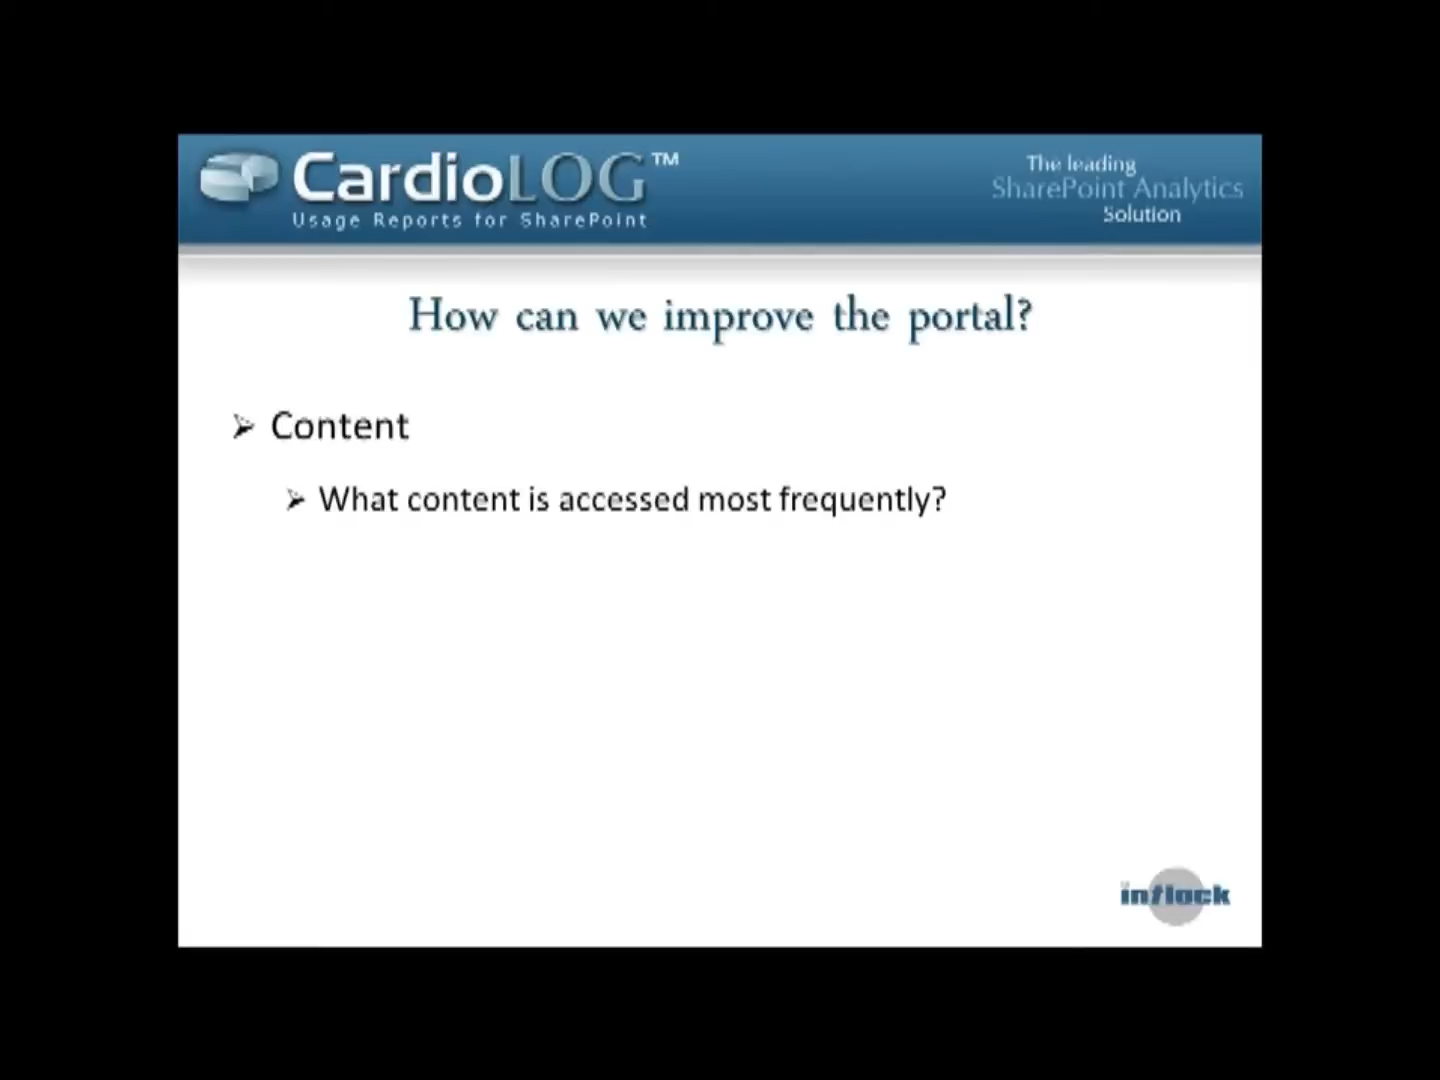 CardioLOG™
Usage Reports for SharePoint
The leading
SharePoint Analytics
Solution
How can we improve the portal?
Content
What content is accessed most frequently?
inflock